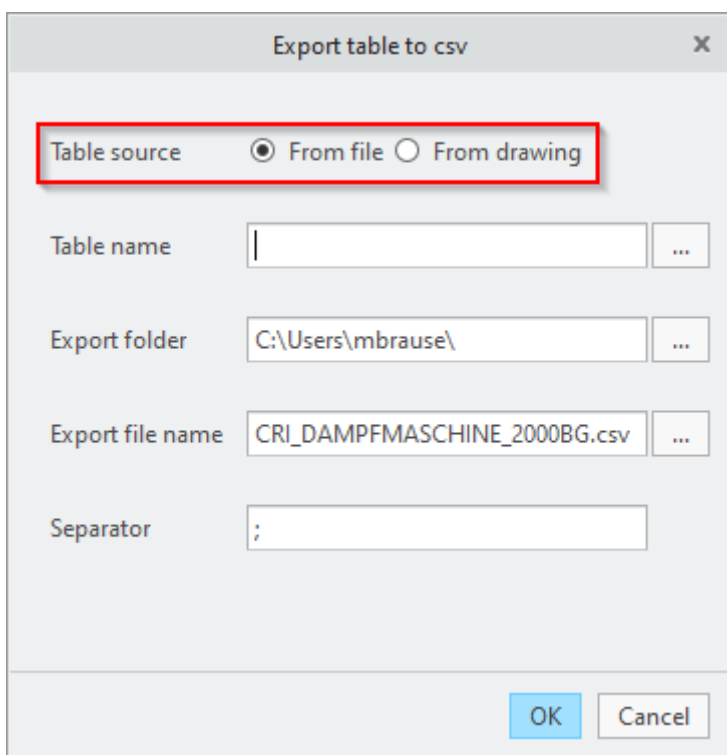 Export table to csv
Table source From file From drawing
Table name ...
Export folder C:\Users\mbrause\ ...
Export file name CRI_DAMPFMASCHINE_2000BG.csv ...
Separator ;
OK Cancel